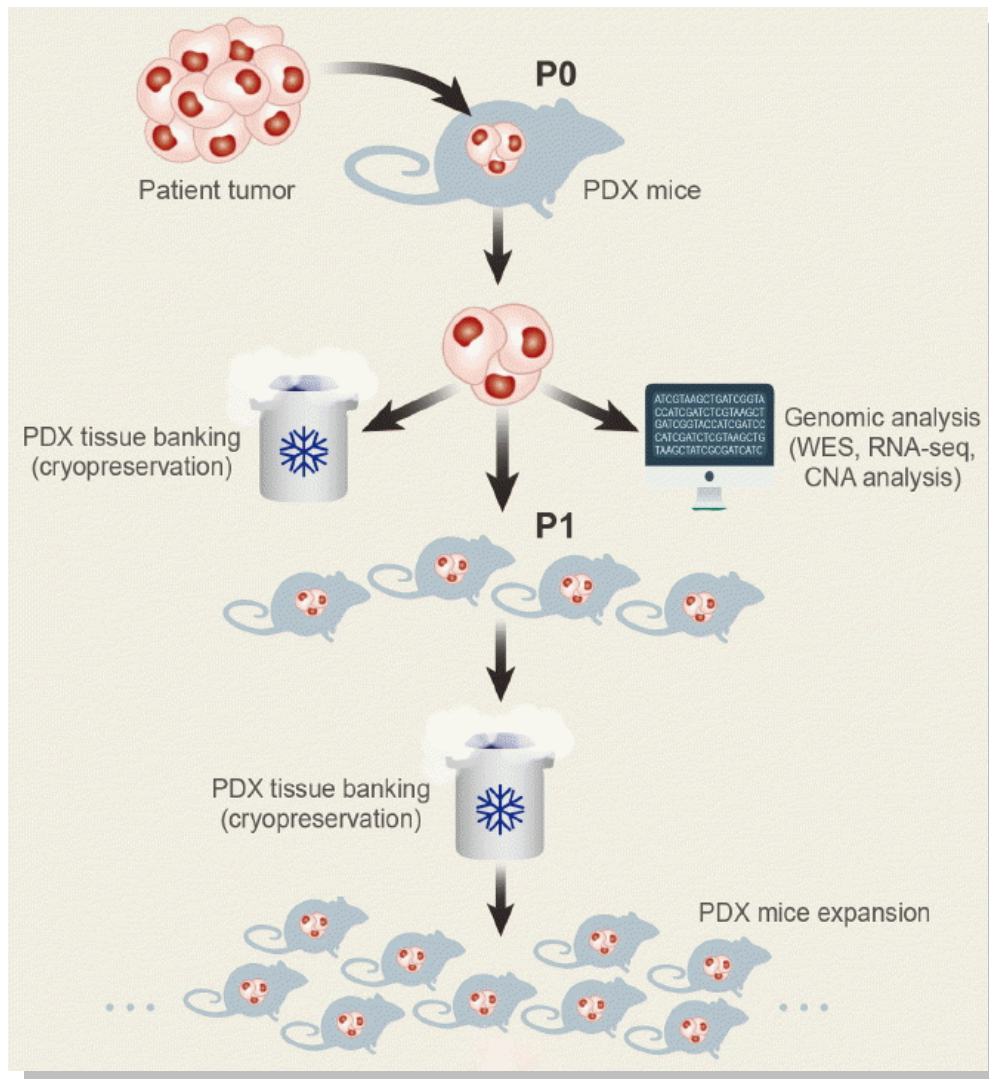 P0
Patient tumor
PDX mice
PDX tissue banking
(cryopreservation)
ATCGTAAGCTGATCGGTA
CCATCGATCTCGTAAGCT
GATCGGTACCATCGATCC
CATCGATCTCGTAAGCTG
TAAGCTATCGCGATCATC
Genomic analysis
(WES, RNA-seq,
CNA analysis)
P1
PDX tissue banking
(cryopreservation)
PDX mice expansion